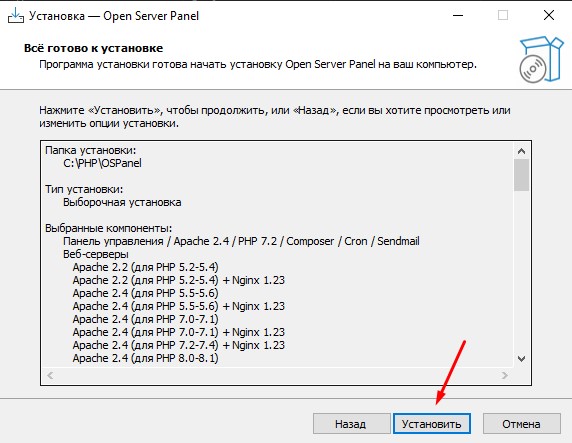 Установка — Open Server Panel
Всё готово к установке
Программа установки готова начать установку Open Server Panel на ваш компьютер.
Нажмите «Установить», чтобы продолжить, или «Назад», если вы хотите просмотреть или
изменить опции установки.
Папка установки:
C:\PHP\OSPanel
Тип установки:
Выборочная установка
Выбранные компоненты:
Панель управления / Apache 2.4 / PHP 7.2 / Composer / Cron / Sendmail
Веб-серверы
Apache 2.2 (для PHP 5.2-5.4)
Apache 2.2 (для PHP 5.2-5.4) + Nginx 1.23
Apache 2.4 (для PHP 5.5-5.6)
Apache 2.4 (для PHP 5.5-5.6) + Nginx 1.23
Apache 2.4 (для PHP 7.0-7.1)
Apache 2.4 (для PHP 7.0-7.1) + Nginx 1.23
Apache 2.4 (для PHP 7.2-7.4) + Nginx 1.23
Apache 2.4 (для PHP 8.0-8.1)
Назад
Установить
Отмена